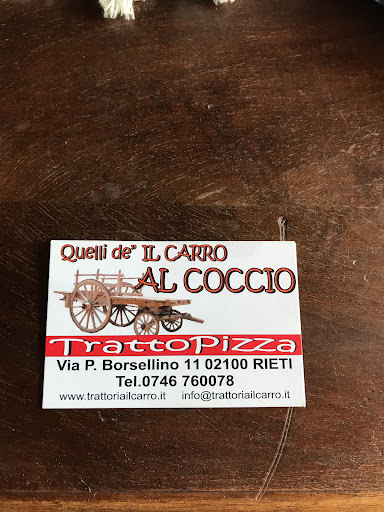 Quelli de" IL CARRO
AL COCCIO
TrattoPizza
Via P. Borsellino 11 02100 RIETI
Tel.0746 760078
www.trattoriailcarro.it info@trattoriailcarro.it